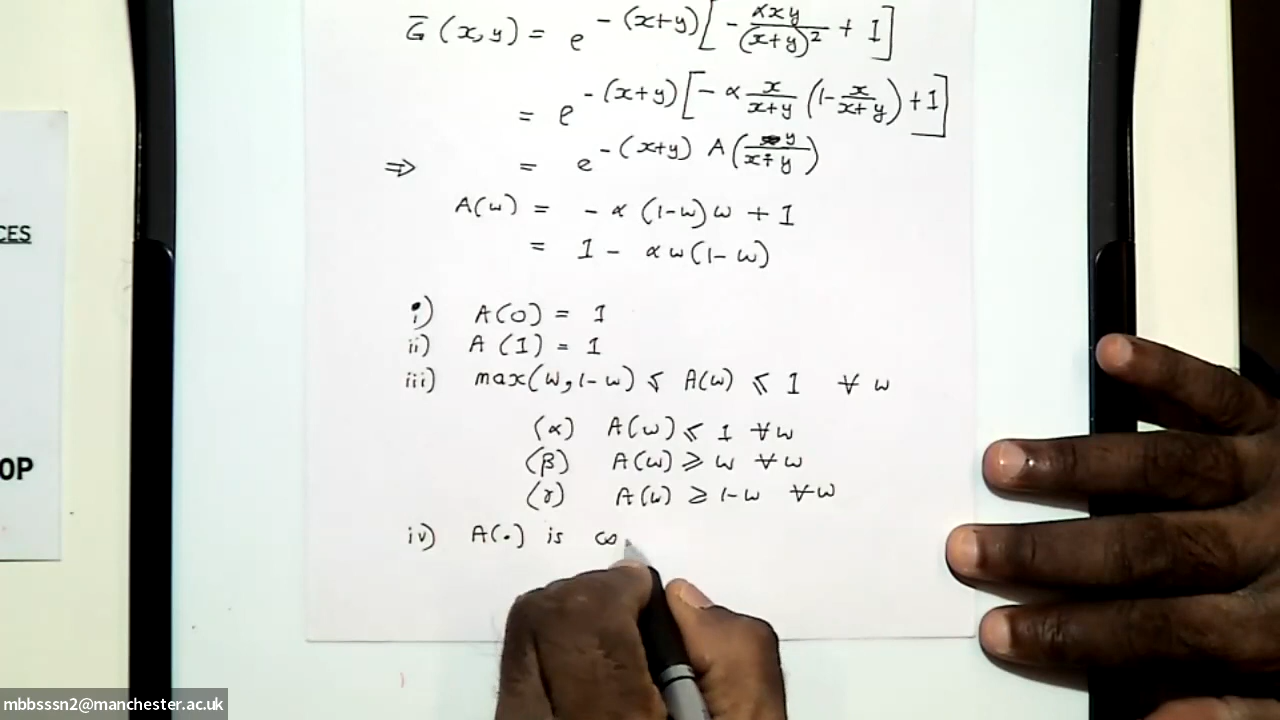 Ḡ(x,y) = e^{-(x+y)} [ - αxy/(x+y)² + 1 ]
= e^{-(x+y)} [ - α x/(x+y) (1 - x/(x+y)) + 1 ]
⇒ = e^{-(x+y)} A( y/(x+y) )
A(w) = - α (1-w) w + 1
= 1 - α w (1-w)
i) A(0) = 1
ii) A(1) = 1
iii) max(w, 1-w) ≤ A(w) ≤ 1 ∀ w
(α) A(w) ≤ 1 ∀ w
(β) A(w) ≥ w ∀ w
(γ) A(w) ≥ 1-w ∀ w
iv) A(·) is co
CES
OP
mbbsssn2@manchester.ac.uk